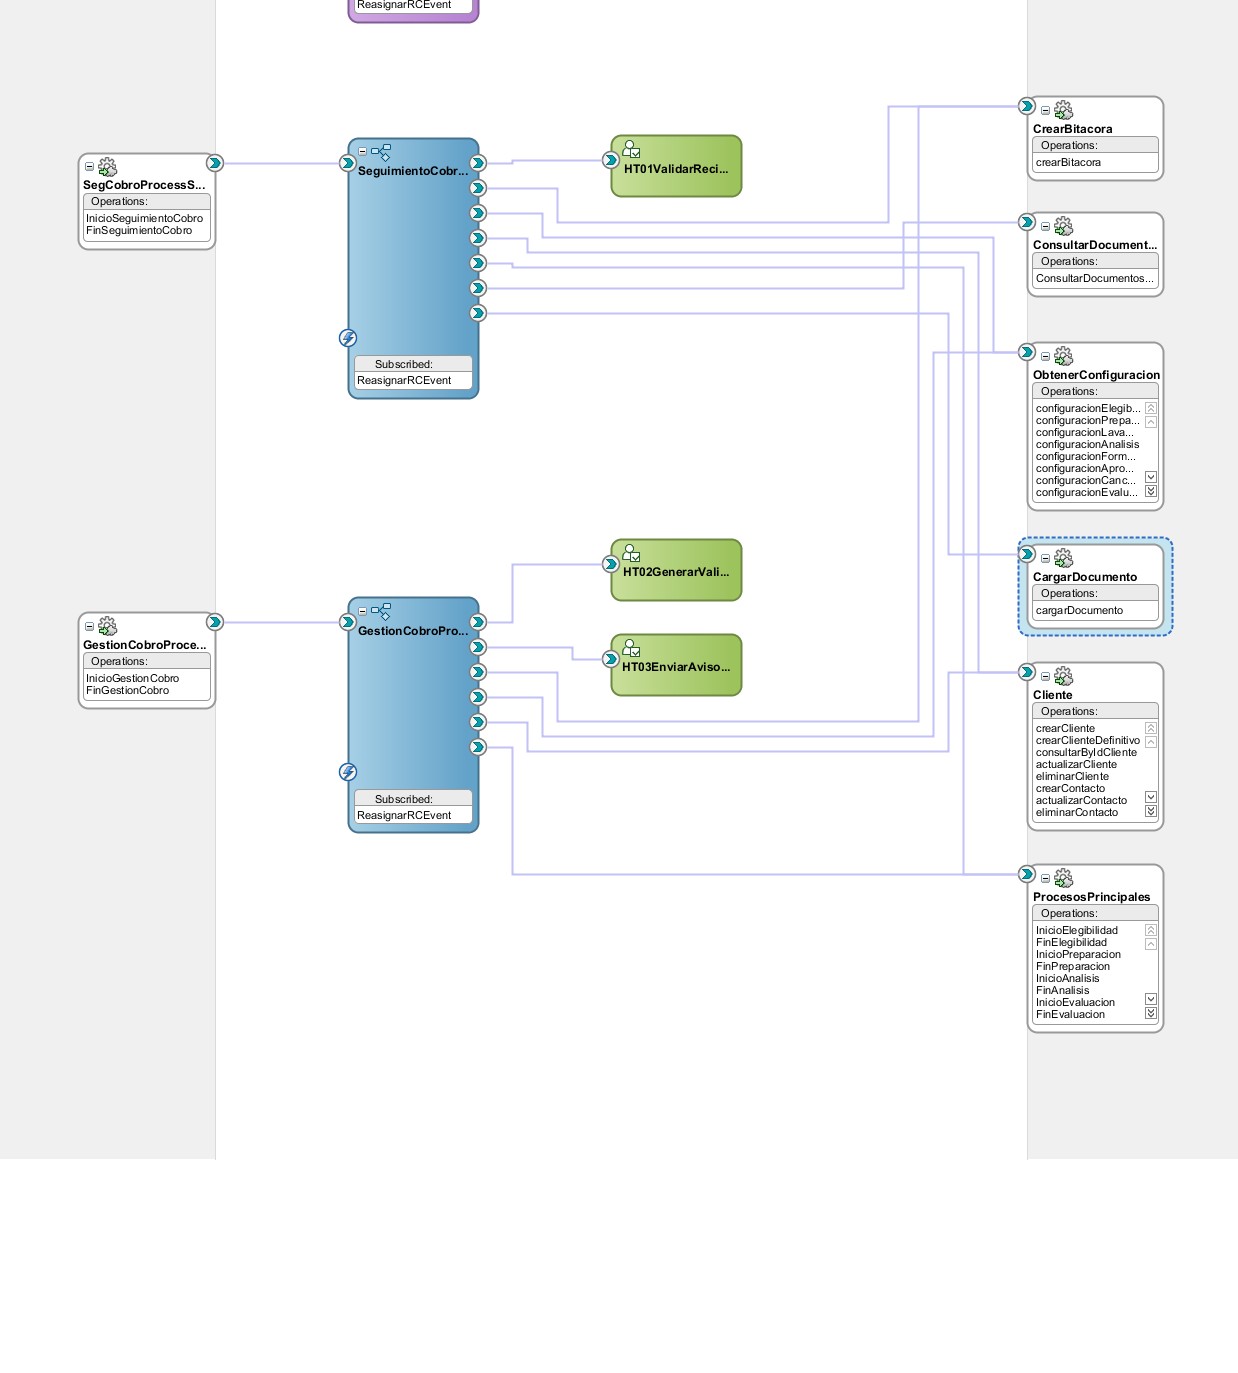 ReasignarRCEvent
SegCobroProcessS...
Operations:
InicioSeguimientoCobro
FinSeguimientoCobro
SeguimientoCobr...
Subscribed:
ReasignarRCEvent
HT01ValidarReci...
GestionCobroProce...
Operations:
InicioGestionCobro
FinGestionCobro
GestionCobroPro...
Subscribed:
ReasignarRCEvent
HT02GenerarVali...
HT03EnviarAviso...
CrearBitacora
Operations:
crearBitacora
ConsultarDocument...
Operations:
ConsultarDocumentos...
ObtenerConfiguracion
Operations:
configuracionElegib...
configuracionPrepa...
configuracionLava...
configuracionAnalisis
configuracionForm...
configuracionApro...
configuracionCanc...
configuracionEvalu...
CargarDocumento
Operations:
cargarDocumento
Cliente
Operations:
crearCliente
crearClienteDefinitivo
consultarByIdCliente
actualizarCliente
eliminarCliente
crearContacto
actualizarContacto
eliminarContacto
ProcesosPrincipales
Operations:
InicioElegibilidad
FinElegibilidad
InicioPreparacion
FinPreparacion
InicioAnalisis
FinAnalisis
InicioEvaluacion
FinEvaluacion